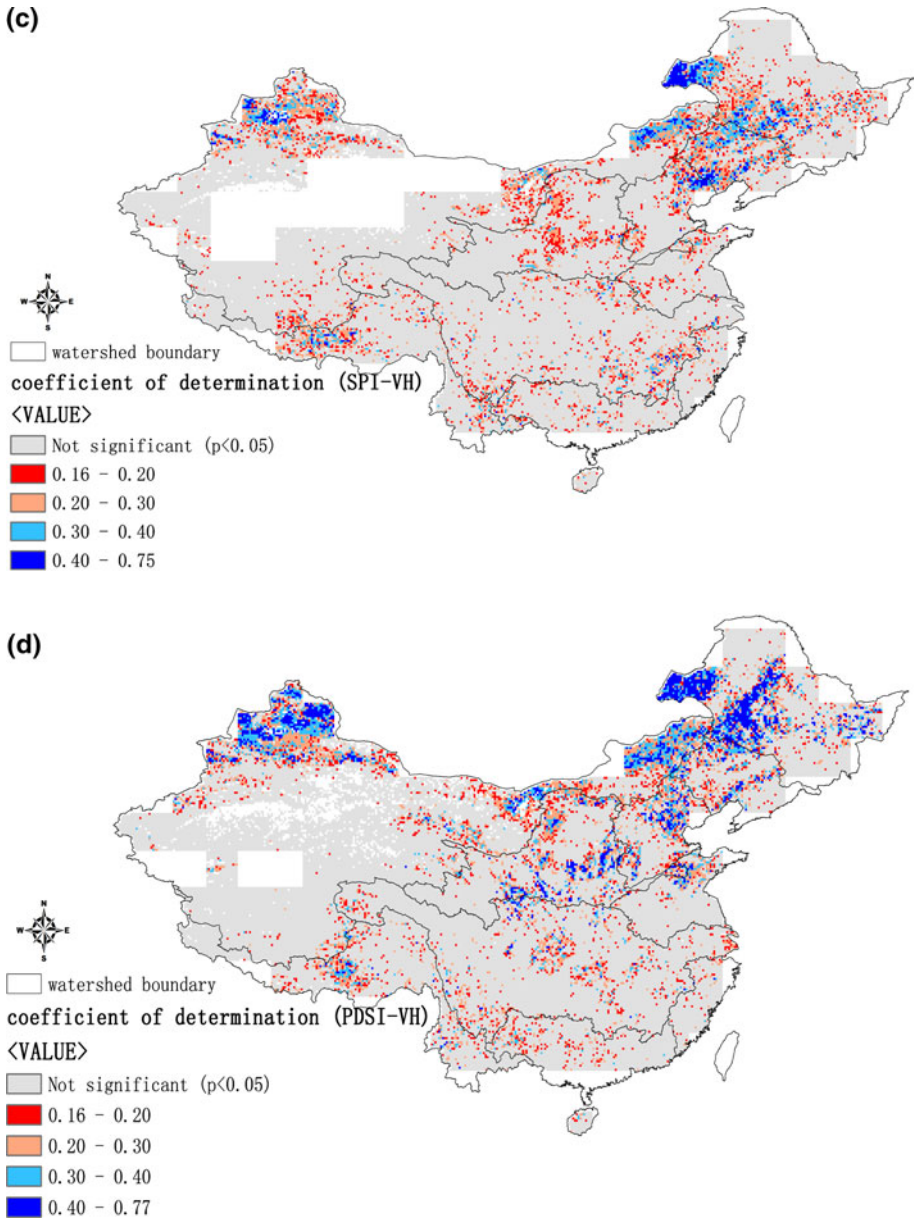 (c)
N
W E
S
watershed boundary
coefficient of determination (SPI-VH)
<VALUE>
Not significant (p<0.05)
0.16 - 0.20
0.20 - 0.30
0.30 - 0.40
0.40 - 0.75
(d)
N
W E
S
watershed boundary
coefficient of determination (PDSI-VH)
<VALUE>
Not significant (p<0.05)
0.16 - 0.20
0.20 - 0.30
0.30 - 0.40
0.40 - 0.77